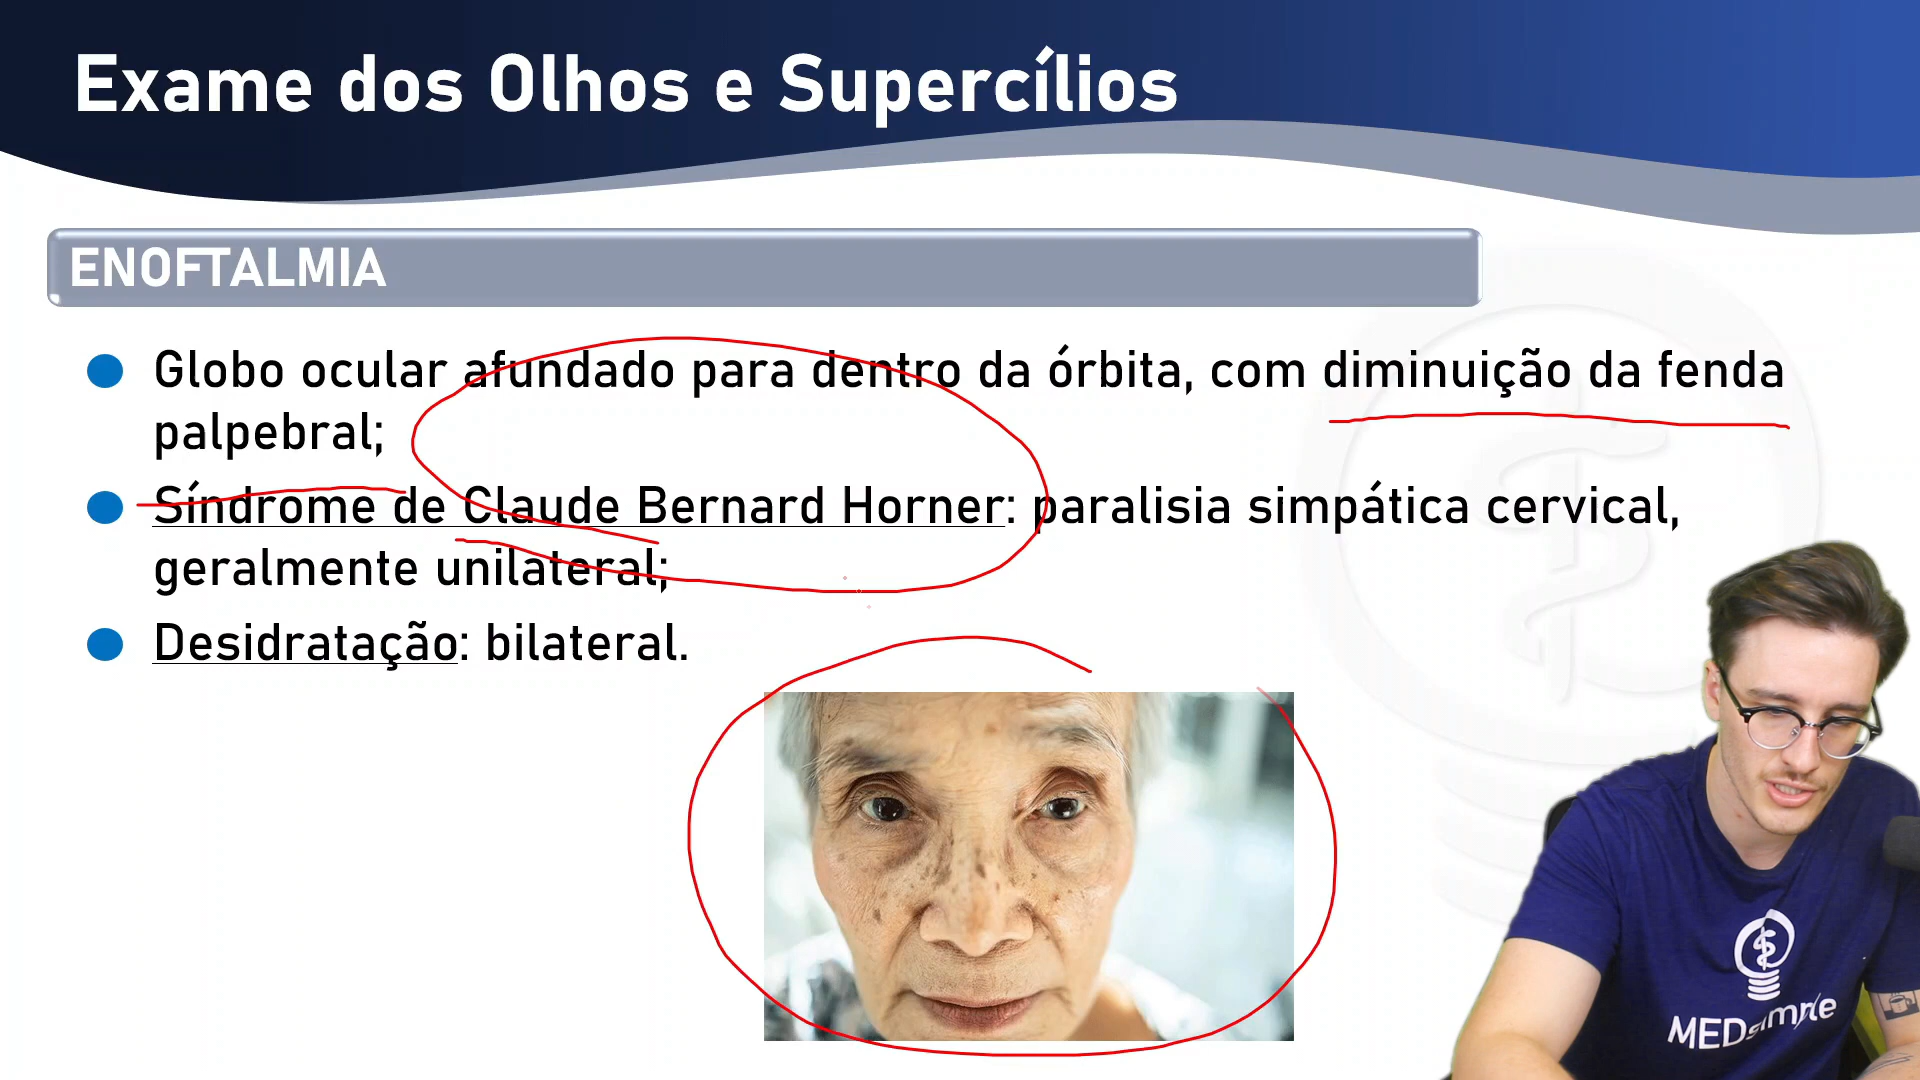 Exame dos Olhos e Supercílios
ENOFTALMIA
Globo ocular afundado para dentro da órbita, com diminuição da fenda
palpebral;
Síndrome de Claude Bernard Horner: paralisia simpática cervical,
geralmente unilateral;
Desidratação: bilateral.
MEDsimple